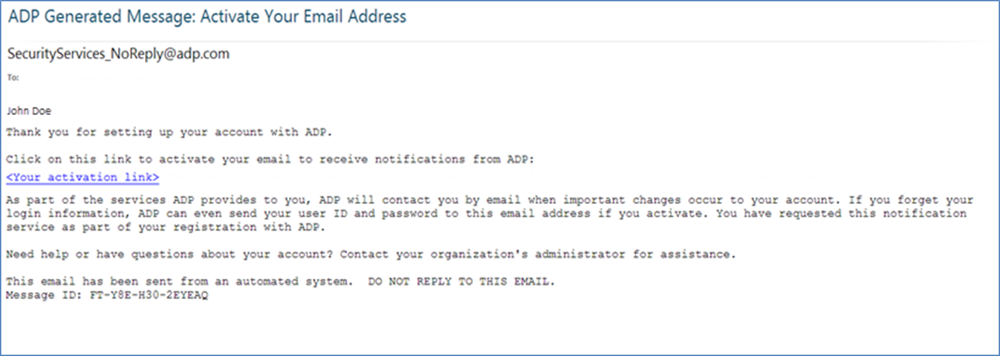 ADP Generated Message: Activate Your Email Address
SecurityServices_NoReply@adp.com
To:
John Doe
Thank you for setting up your account with ADP.
Click on this link to activate your email to receive notifications from ADP:
<Your activation link>
As part of the services ADP provides to you, ADP will contact you by email when important changes occur to your account. If you forget your
login information, ADP can even send your user ID and password to this email address if you activate. You have requested this notification
service as part of your registration with ADP.
Need help or have questions about your account? Contact your organization's administrator for assistance.
This email has been sent from an automated system.  DO NOT REPLY TO THIS EMAIL.
Message ID: FT-Y8E-H30-2EYEAQ